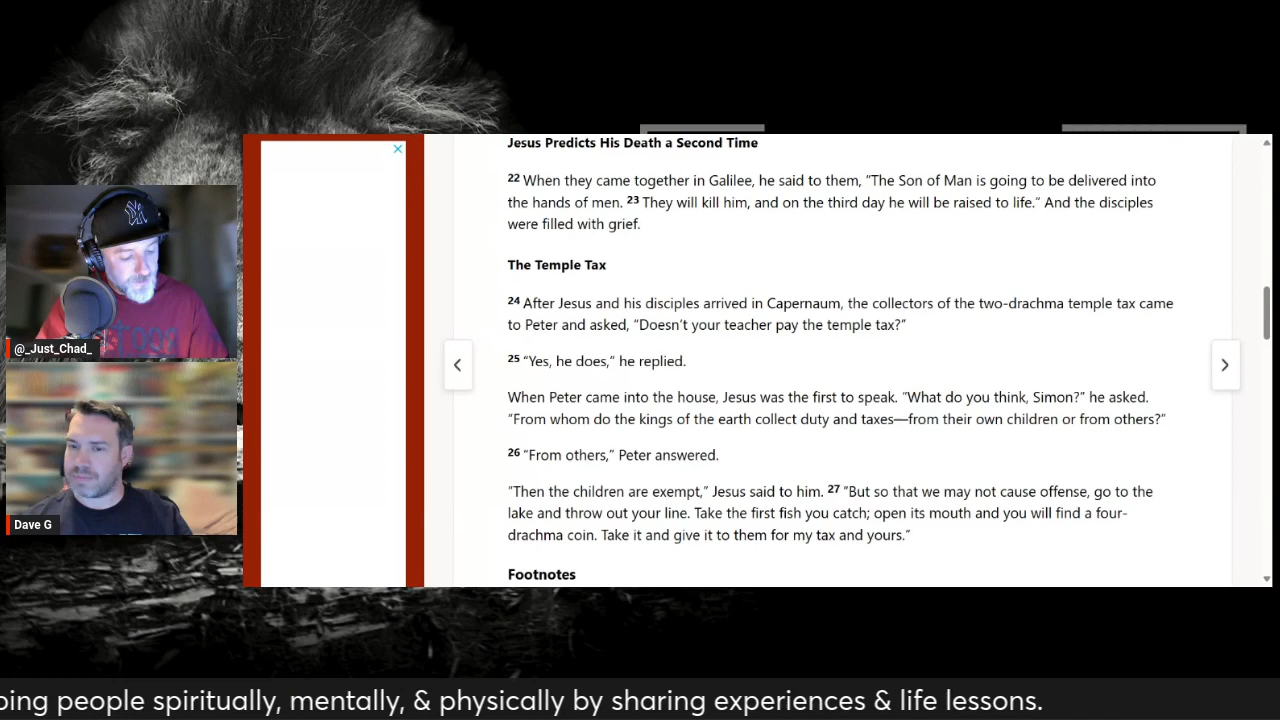 Jesus Predicts His Death a Second Time
22 When they came together in Galilee, he said to them, “The Son of Man is going to be delivered into
the hands of men. 23 They will kill him, and on the third day he will be raised to life.” And the disciples
were filled with grief.
The Temple Tax
24 After Jesus and his disciples arrived in Capernaum, the collectors of the two-drachma temple tax came
to Peter and asked, “Doesn’t your teacher pay the temple tax?”
25 “Yes, he does,” he replied.
When Peter came into the house, Jesus was the first to speak. “What do you think, Simon?” he asked.
“From whom do the kings of the earth collect duty and taxes—from their own children or from others?”
26 “From others,” Peter answered.
“Then the children are exempt,” Jesus said to him. 27 “But so that we may not cause offense, go to the
lake and throw out your line. Take the first fish you catch; open its mouth and you will find a four-
drachma coin. Take it and give it to them for my tax and yours.”
Footnotes
@_Just_Chad_
Dave G
ping people spiritually, mentally, & physically by sharing experiences & life lessons.